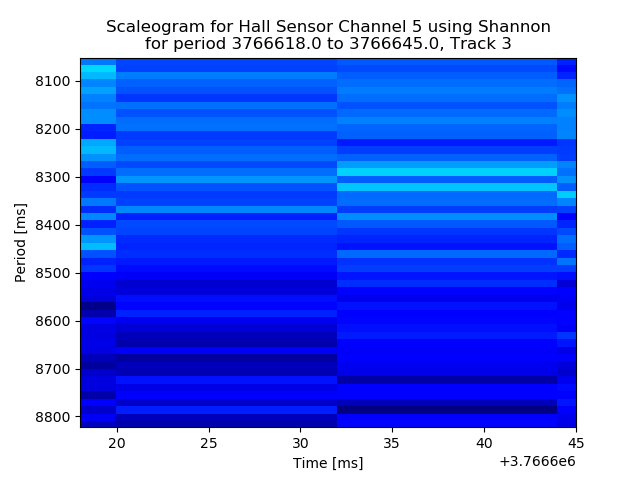 Scaleogram for Hall Sensor Channel 5 using Shannon
for period 3766618.0 to 3766645.0, Track 3
8100
8200
8300
8400
8500
8600
8700
8800
Period [ms]
20
25
30
35
40
45
Time [ms]
+3.7666e6